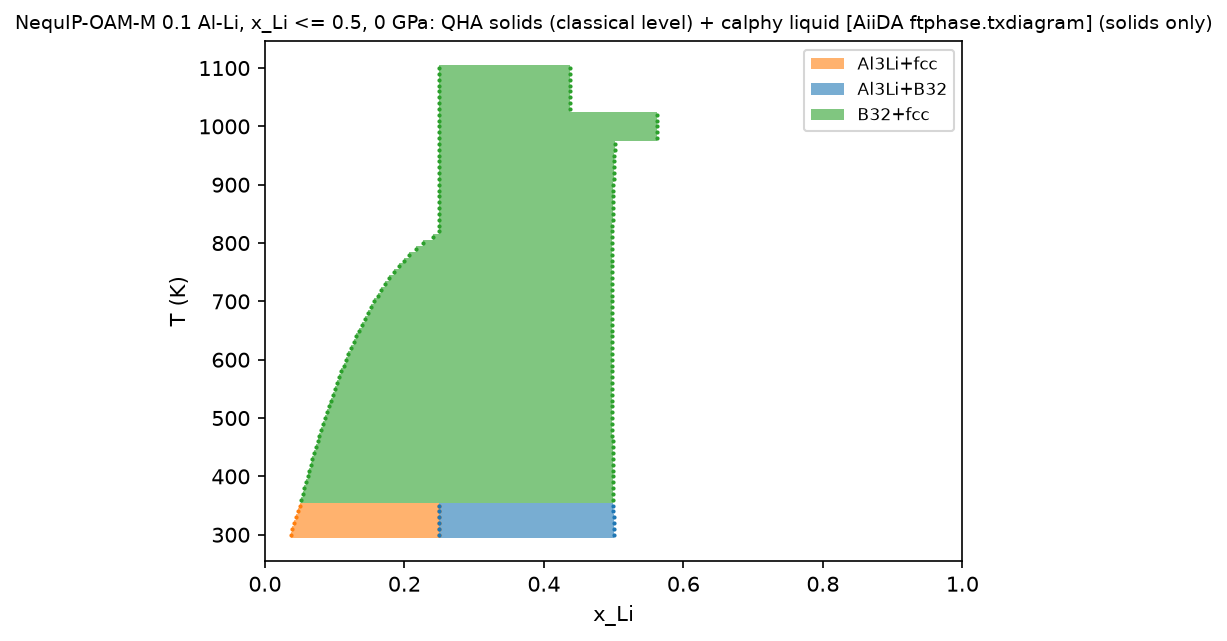 NequIP-OAM-M 0.1 Al-Li, x_Li <= 0.5, 0 GPa: QHA solids (classical level) + calphy liquid [AiiDA ftphase.txdiagram] (solids only)
Al3Li+fcc
Al3Li+B32
B32+fcc
T (K)
1100
1000
900
800
700
600
500
400
300
0.0 0.2 0.4 0.6 0.8 1.0
x_Li